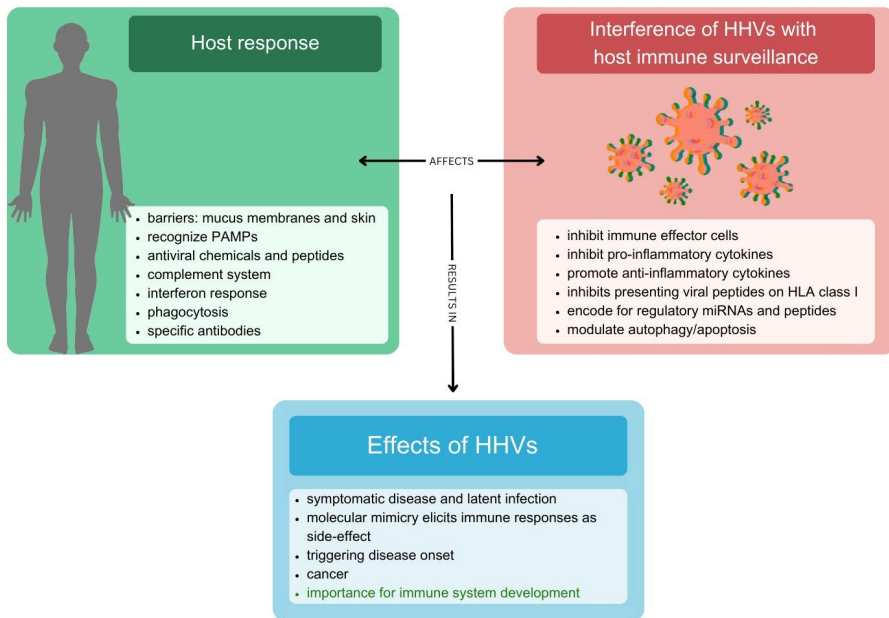 Host response
barriers: mucus membranes and skin
recognize PAMPs
antiviral chemicals and peptides
complement system
interferon response
phagocytosis
specific antibodies
AFFECTS
Interference of HHVs with
host immune surveillance
inhibit immune effector cells
inhibit pro-inflammatory cytokines
promote anti-inflammatory cytokines
inhibits presenting viral peptides on HLA class I
encode for regulatory miRNAs and peptides
modulate autophagy/apoptosis
RESULTS IN
Effects of HHVs
symptomatic disease and latent infection
molecular mimicry elicits immune responses as
side-effect
triggering disease onset
cancer
importance for immune system development